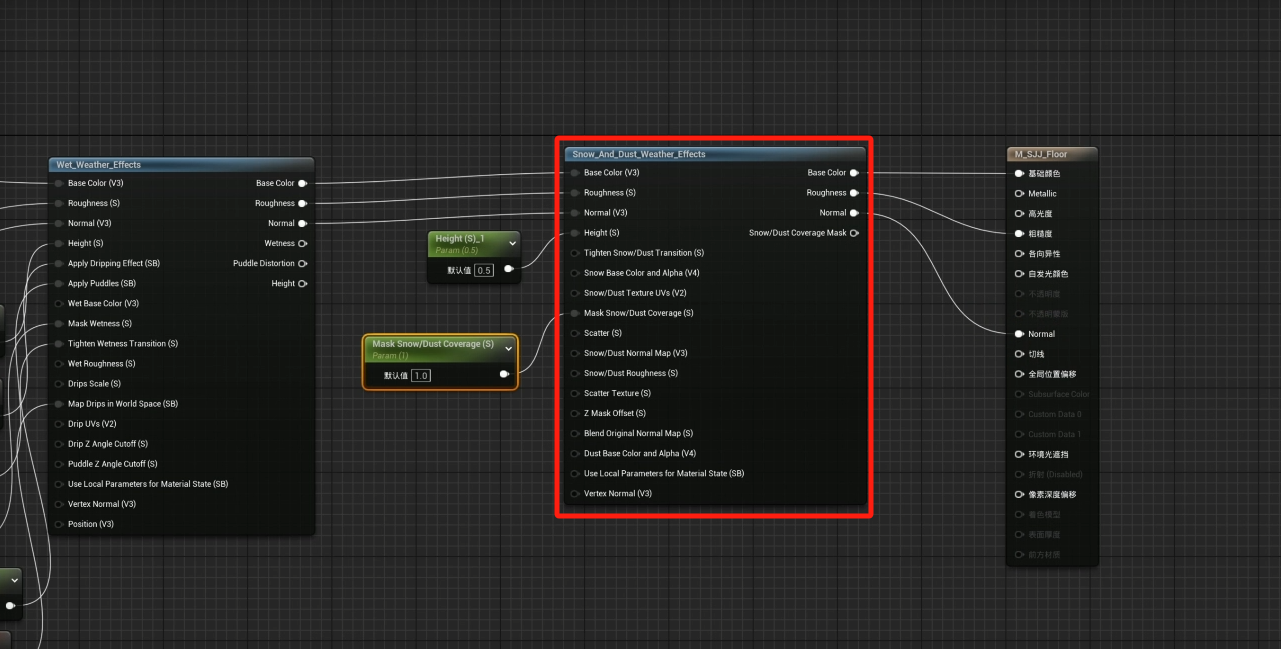 Wet_Weather_Effects
Base Color (V3)
Base Color
Roughness (S)
Roughness
Normal (V3)
Normal
Height (S)
Wetness
Apply Dripping Effect (SB)
Puddle Distortion
Apply Puddles (SB)
Height
Wet Base Color (V3)
Mask Wetness (S)
Tighten Wetness Transition (S)
Wet Roughness (S)
Drips Scale (S)
Map Drips in World Space (SB)
Drip UVs (V2)
Drip Z Angle Cutoff (S)
Puddle Z Angle Cutoff (S)
Use Local Parameters for Material State (SB)
Vertex Normal (V3)
Position (V3)
Height (S)_1
Param (0.5)
默认值 0.5
Mask Snow/Dust Coverage (S)
Param (1)
默认值 1.0
Snow_And_Dust_Weather_Effects
Base Color (V3)
Base Color
Roughness (S)
Roughness
Normal (V3)
Normal
Height (S)
Snow/Dust Coverage Mask
Tighten Snow/Dust Transition (S)
Snow Base Color and Alpha (V4)
Snow/Dust Texture UVs (V2)
Mask Snow/Dust Coverage (S)
Scatter (S)
Snow/Dust Normal Map (V3)
Snow/Dust Roughness (S)
Scatter Texture (S)
Z Mask Offset (S)
Blend Original Normal Map (S)
Dust Base Color and Alpha (V4)
Use Local Parameters for Material State (SB)
Vertex Normal (V3)
M_SJJ_Floor
基础颜色
Metallic
高光度
粗糙度
各向异性
自发光颜色
不透明度
不透明蒙版
Normal
切线
全局位置偏移
Subsurface Color
Custom Data 0
Custom Data 1
环境光遮挡
折射 (Disabled)
像素深度偏移
着色模型
表面厚度
前方材质